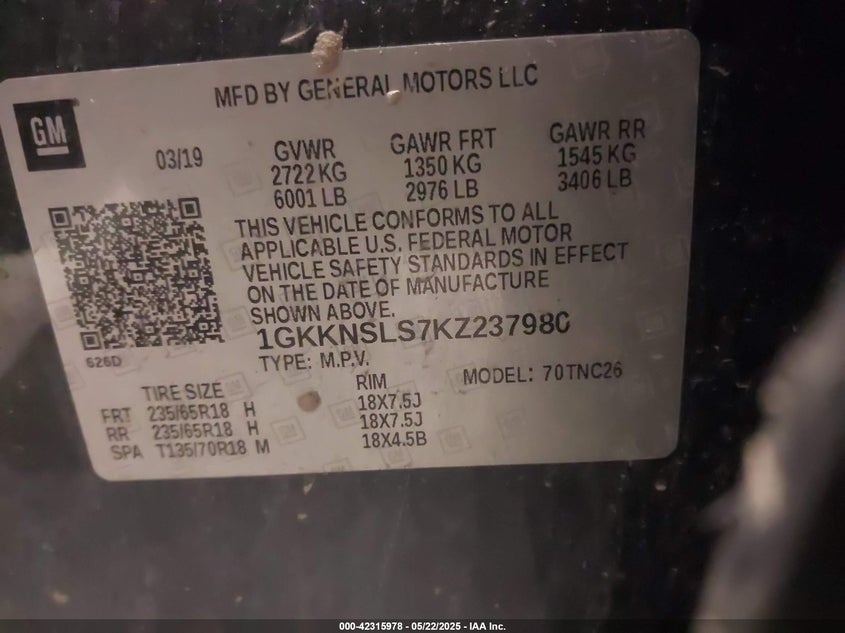 MFD BY GENERAL MOTORS LLC
GM
03/19
GVWR GAWR FRT GAWR RR
2722 KG 1350 KG 1545 KG
6001 LB 2976 LB 3406 LB
THIS VEHICLE CONFORMS TO ALL
APPLICABLE U.S. FEDERAL MOTOR
VEHICLE SAFETY STANDARDS IN EFFECT
ON THE DATE OF MANUFACTURE
SHOWN ABOVE.
1GKKNSLS7KZ237980
626D
TYPE: M.P.V. MODEL: 70TNC26
TIRE SIZE RIM
FRT 235/65R18 H 18X7.5J
RR 235/65R18 H 18X7.5J
SPA T135/70R18 M 18X4.5B
000-42315978 - 05/22/2025 - IAA Inc.